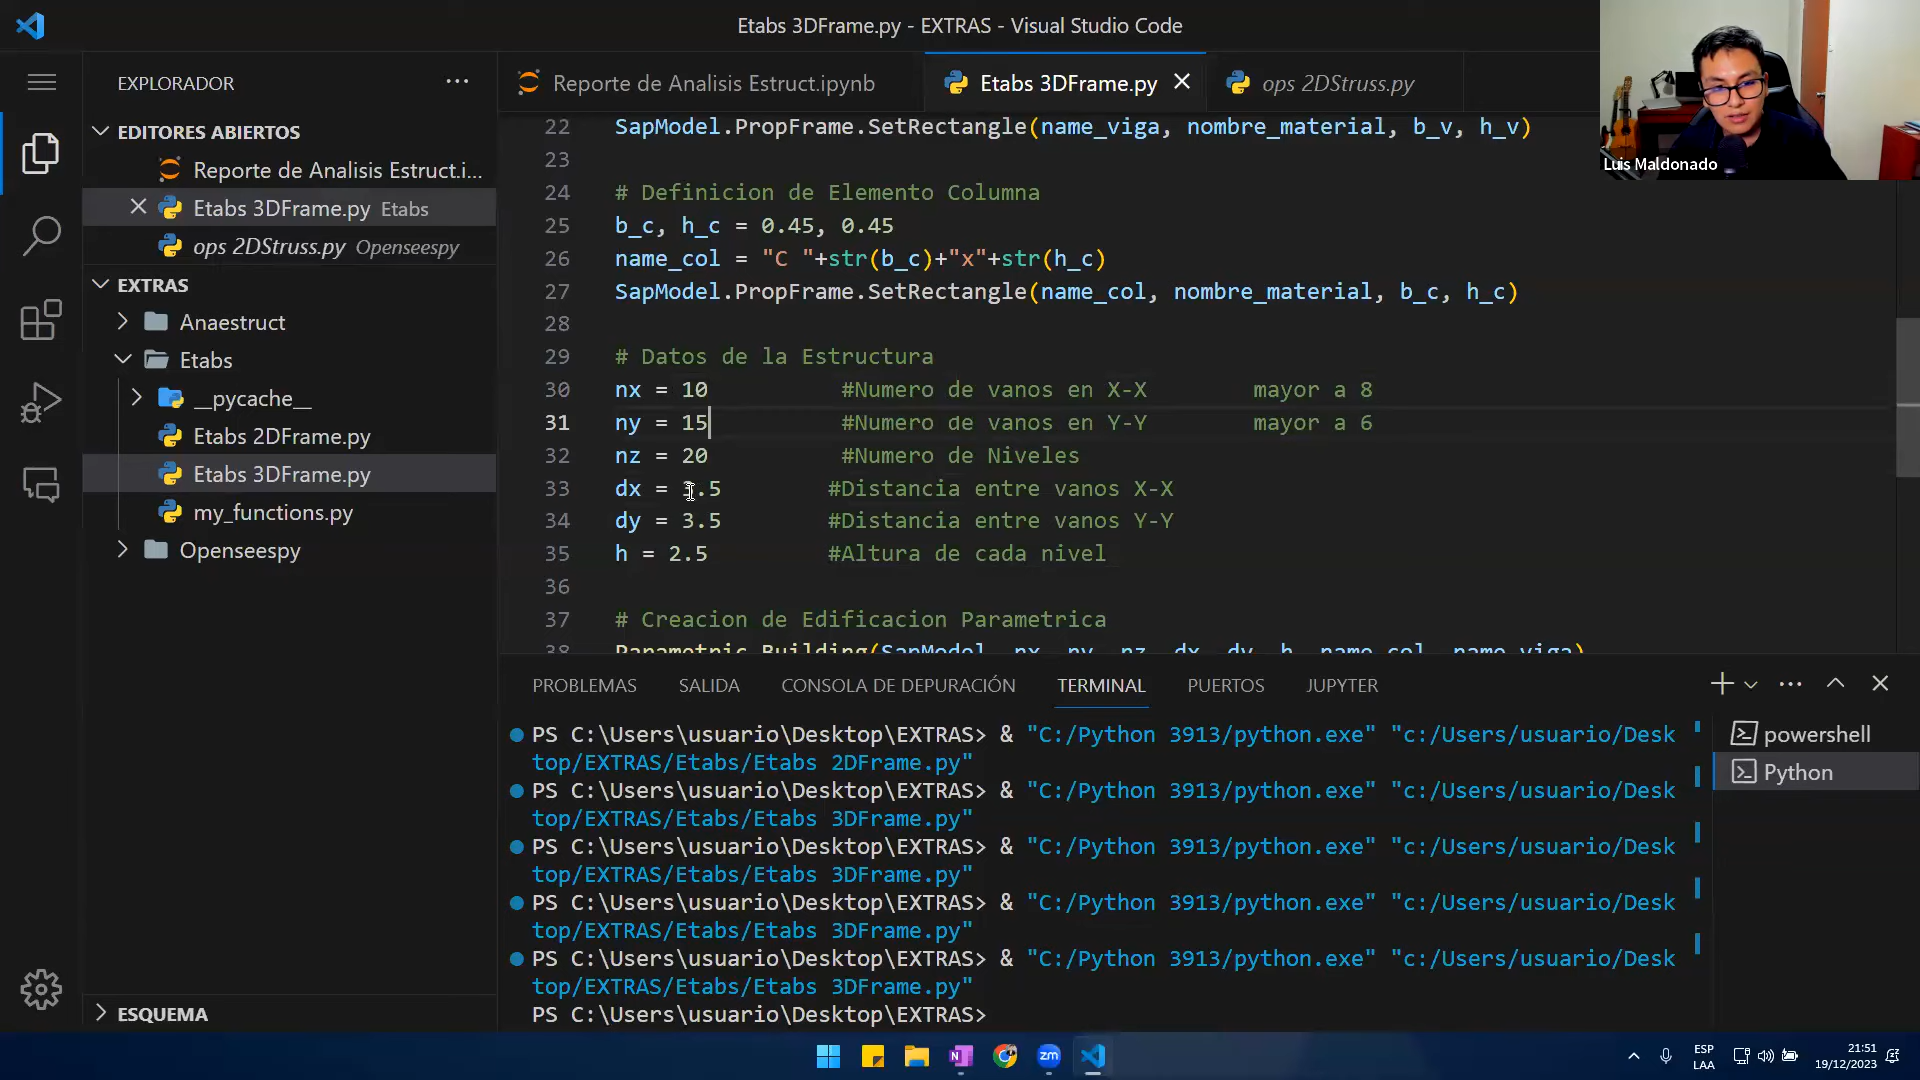 Etabs 3DFrame.py - EXTRAS - Visual Studio Code
EXPLORADOR
EDITORES ABIERTOS
Reporte de Analisis Estruct.i...
Etabs 3DFrame.py Etabs
ops 2DStruss.py Openseespy
EXTRAS
Anaestruct
Etabs
__pycache__
Etabs 2DFrame.py
Etabs 3DFrame.py
my_functions.py
Openseespy
ESQUEMA
Reporte de Analisis Estruct.ipynb
Etabs 3DFrame.py
ops 2DStruss.py
22 SapModel.PropFrame.SetRectangle(name_viga, nombre_material, b_v, h_v)
23
24 # Definicion de Elemento Columna
25 b_c, h_c = 0.45, 0.45
26 name_col = "C "+str(b_c)+"x"+str(h_c)
27 SapModel.PropFrame.SetRectangle(name_col, nombre_material, b_c, h_c)
28
29 # Datos de la Estructura
30 nx = 10 #Numero de vanos en X-X mayor a 8
31 ny = 15 #Numero de vanos en Y-Y mayor a 6
32 nz = 20 #Numero de Niveles
33 dx = .5 #Distancia entre vanos X-X
34 dy = 3.5 #Distancia entre vanos Y-Y
35 h = 2.5 #Altura de cada nivel
36
37 # Creacion de Edificacion Parametrica
38 Parametric_Building(SapModel, nx, ny, nz, dx, dy, h, name_col, name_viga)
Luis Maldonado
PROBLEMAS SALIDA CONSOLA DE DEPURACIÓN TERMINAL PUERTOS JUPYTER
PS C:\Users\usuario\Desktop\EXTRAS> & "C:/Python 3913/python.exe" "c:/Users/usuario/Desk
top/EXTRAS/Etabs/Etabs 2DFrame.py"
PS C:\Users\usuario\Desktop\EXTRAS> & "C:/Python 3913/python.exe" "c:/Users/usuario/Desk
top/EXTRAS/Etabs/Etabs 3DFrame.py"
PS C:\Users\usuario\Desktop\EXTRAS> & "C:/Python 3913/python.exe" "c:/Users/usuario/Desk
top/EXTRAS/Etabs/Etabs 3DFrame.py"
PS C:\Users\usuario\Desktop\EXTRAS> & "C:/Python 3913/python.exe" "c:/Users/usuario/Desk
top/EXTRAS/Etabs/Etabs 3DFrame.py"
PS C:\Users\usuario\Desktop\EXTRAS> & "C:/Python 3913/python.exe" "c:/Users/usuario/Desk
top/EXTRAS/Etabs/Etabs 3DFrame.py"
PS C:\Users\usuario\Desktop\EXTRAS>
powershell
Python
zm
ESP
LAA
21:51
19/12/2023